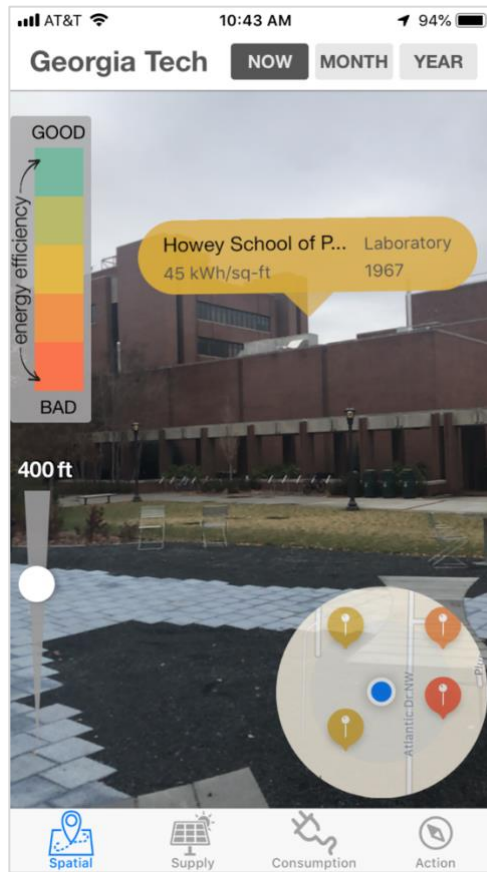 AT&T
10:43 AM
94%
Georgia Tech
NOW
MONTH
YEAR
GOOD
energy efficiency
BAD
Howey School of P... Laboratory
45 kWh/sq-ft 1967
400 ft
Atlantic Dr NW
Spatial
Supply
Consumption
Action